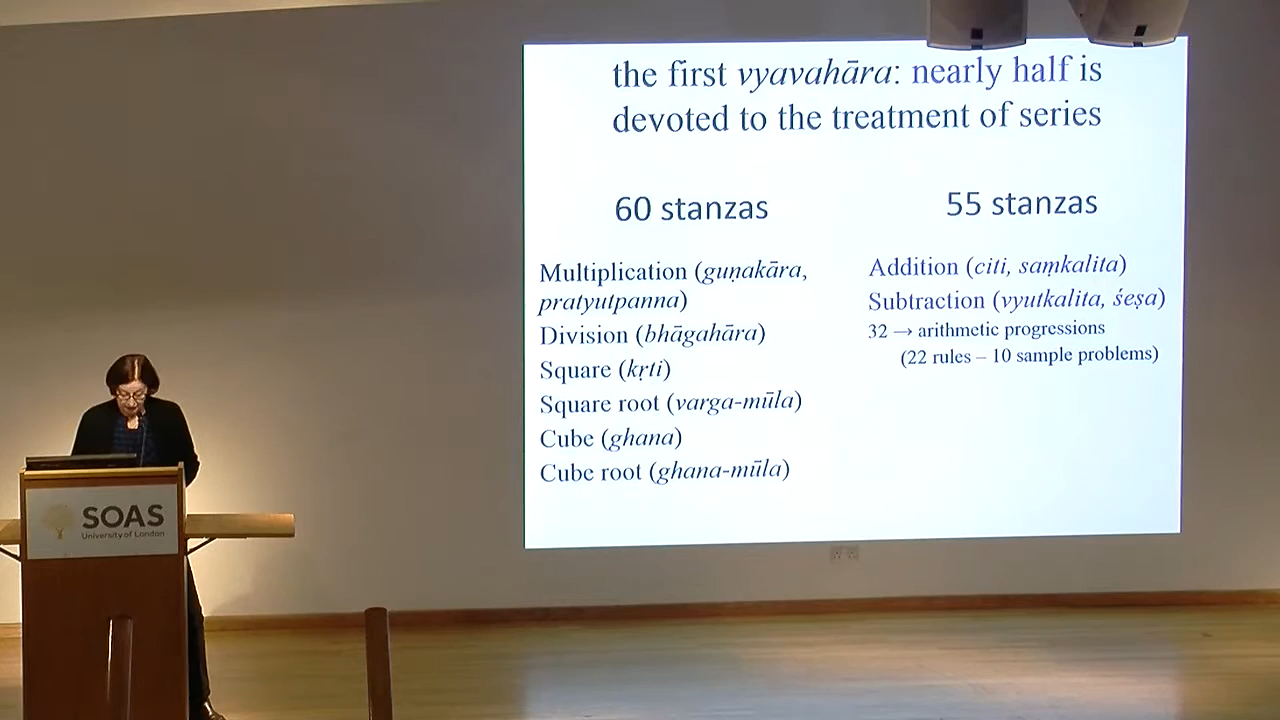 the first vyavahāra: nearly half is
devoted to the treatment of series
60 stanzas
Multiplication (guṇakāra,
pratyutpanna)
Division (bhāgahāra)
Square (kṛti)
Square root (varga-mūla)
Cube (ghana)
Cube root (ghana-mūla)
55 stanzas
Addition (citi, saṃkalita)
Subtraction (vyutkalita, śeṣa)
32 → arithmetic progressions
(22 rules – 10 sample problems)
SOAS
University of London